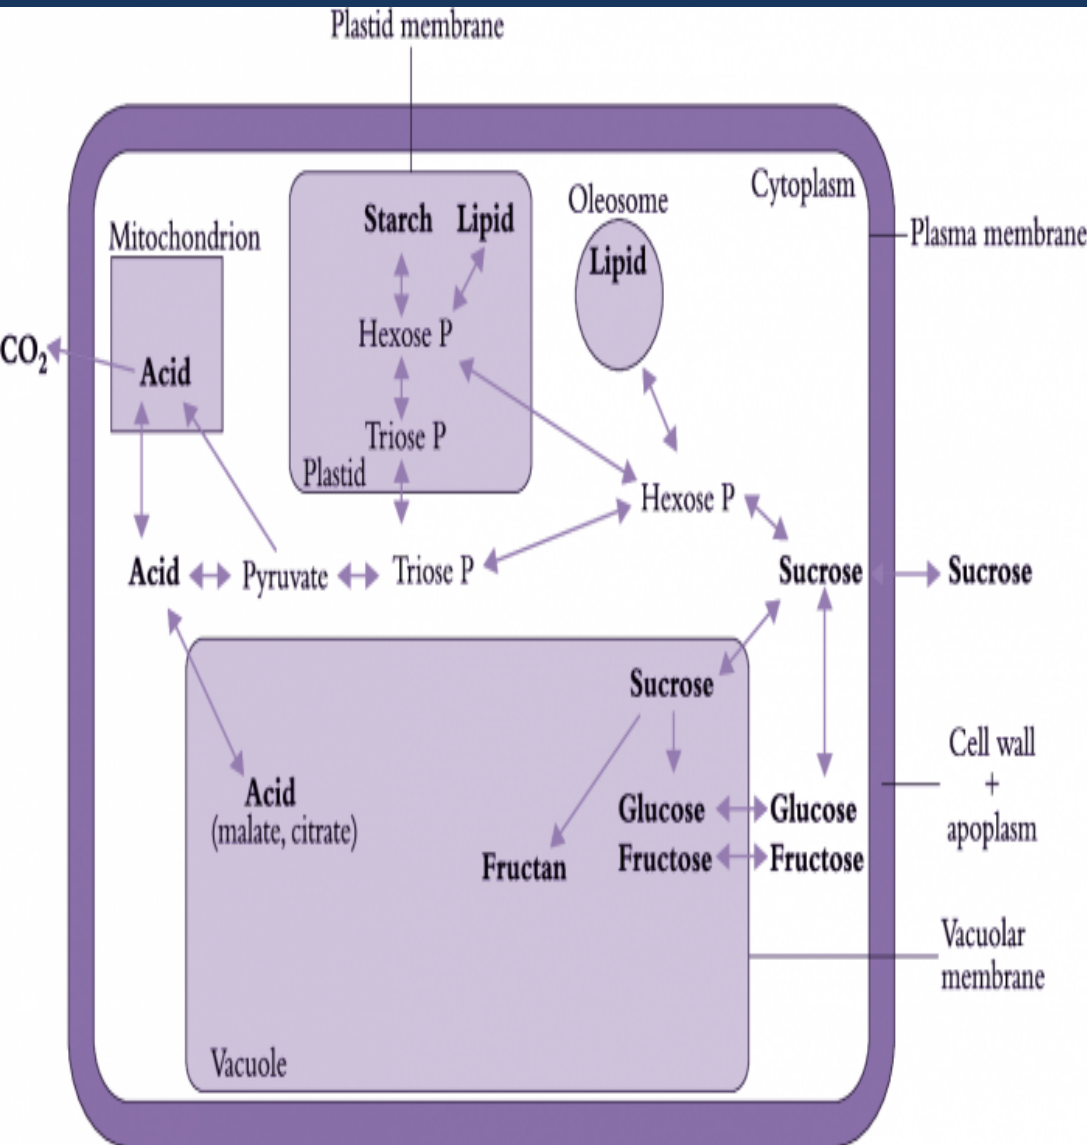 Plastid membrane
Cytoplasm
Oleosome
Starch Lipid
Plasma membrane
Mitochondrion
Lipid
Hexose P
CO₂
Acid
Triose P
Plastid
Hexose P
Acid Pyruvate Triose P Sucrose Sucrose
Sucrose
Cell wall
+
apoplasm
Acid
(malate, citrate)
Glucose Glucose
Fructan Fructose Fructose
Vacuolar
membrane
Vacuole